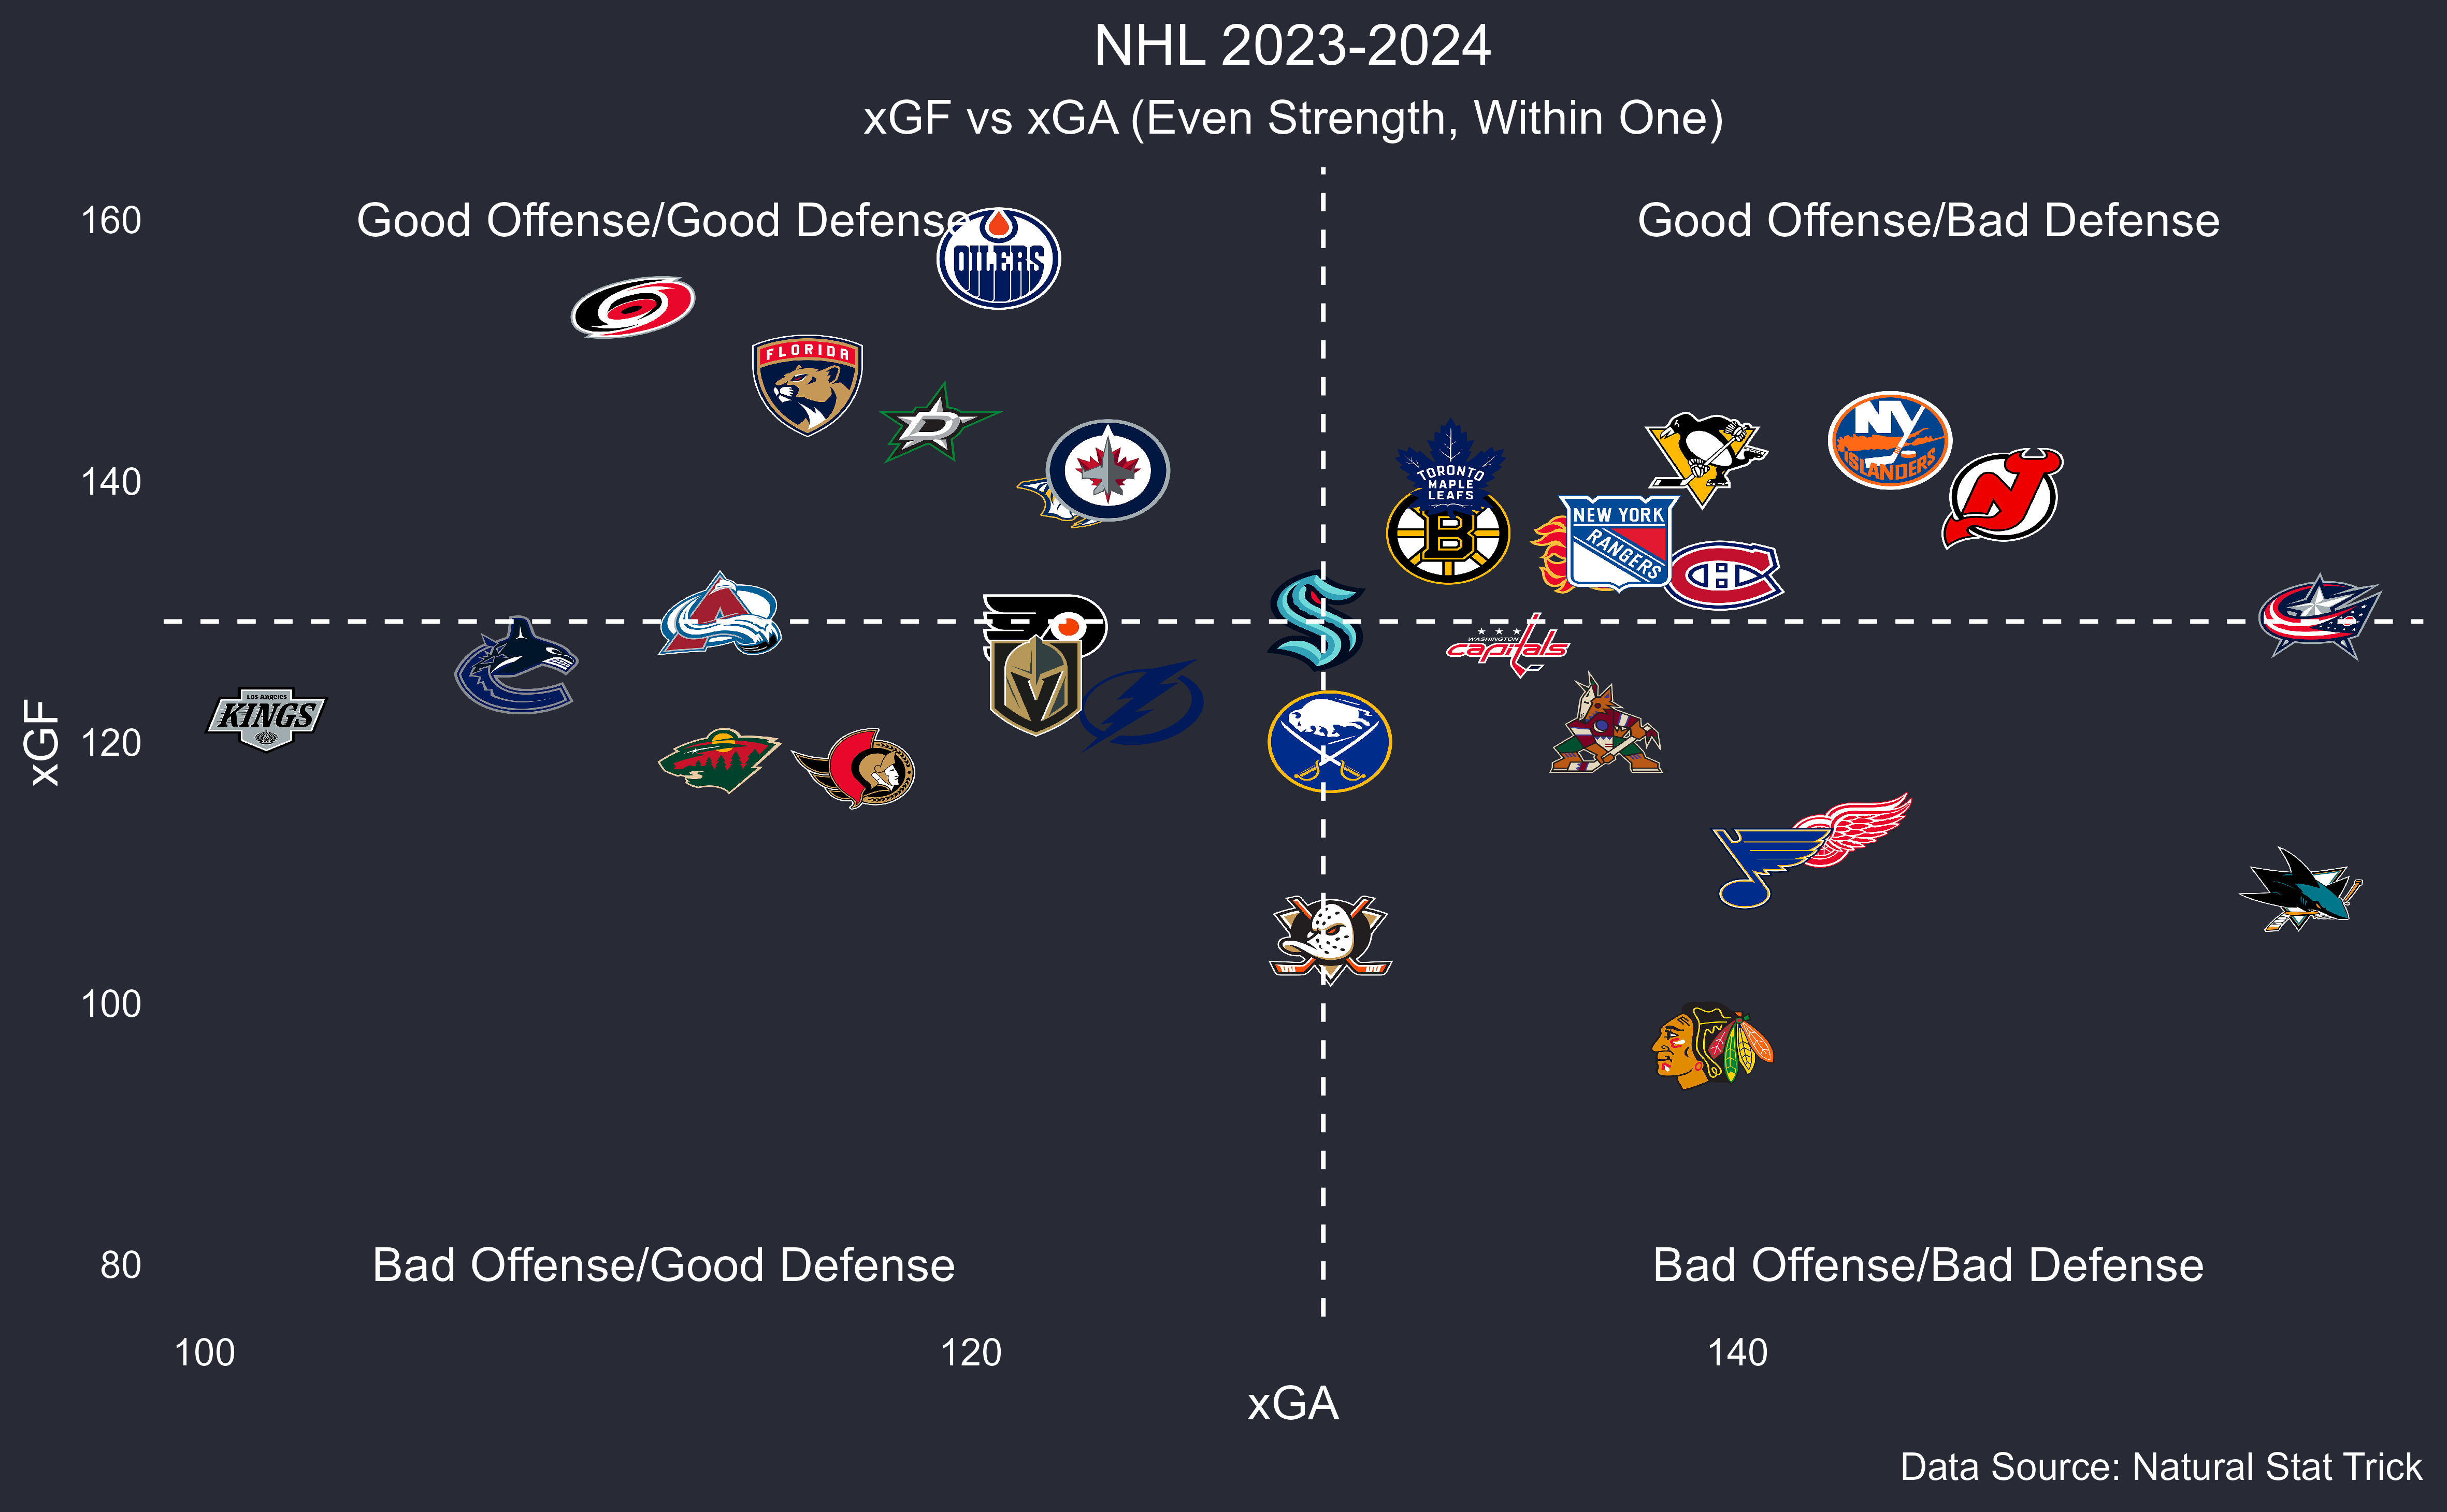 NHL 2023-2024
xGF vs xGA (Even Strength, Within One)
160
Good Offense/Good Defense
Good Offense/Bad Defense
OILERS
FLORIDA
140
TORONTO
MAPLE
LEAFS
B
NY
ISLANDERS
NEW YORK
RANGERS
WASHINGTON
capitals
Los Angeles
KINGS
xGF
120
100
80
Bad Offense/Good Defense
Bad Offense/Bad Defense
100
120
140
xGA
Data Source: Natural Stat Trick